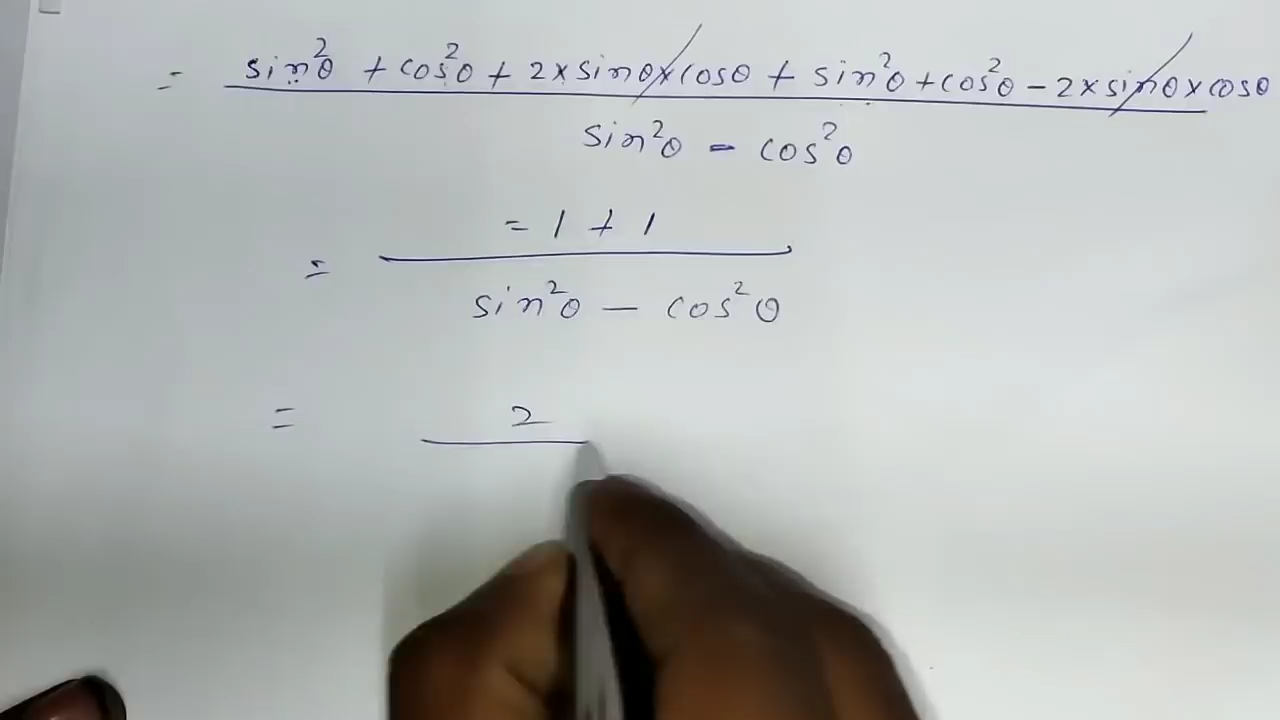 = sin²θ + cos²θ + 2×sinθ×cosθ + sin²θ + cos²θ − 2×sinθ×cosθ
sin²θ − cos²θ
= 1 + 1
=
sin²θ − cos²θ
= 2